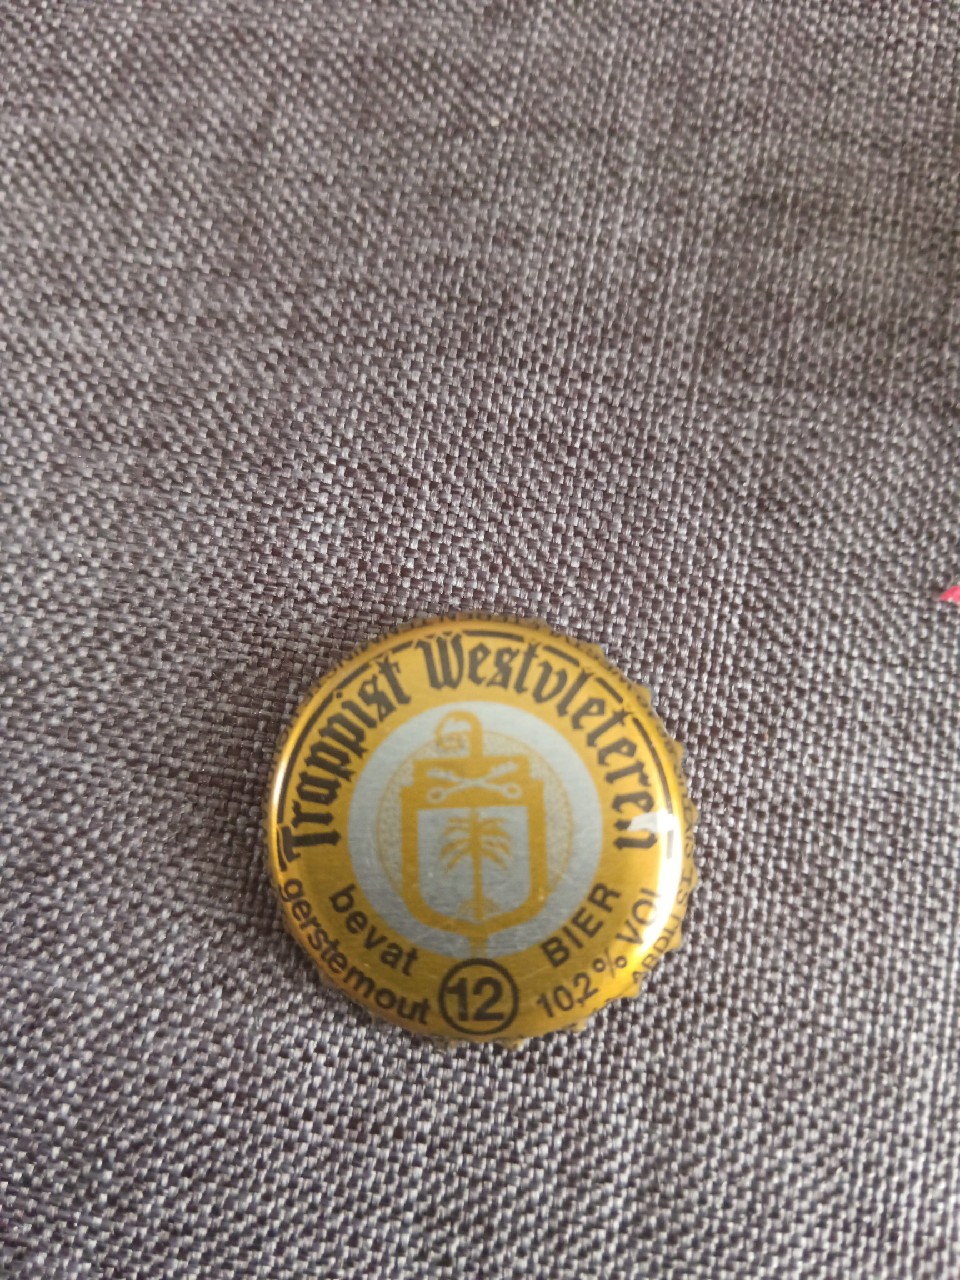 Trappist Westvleteren
bevat
gerstemout
12
BIER
10,2% VOL